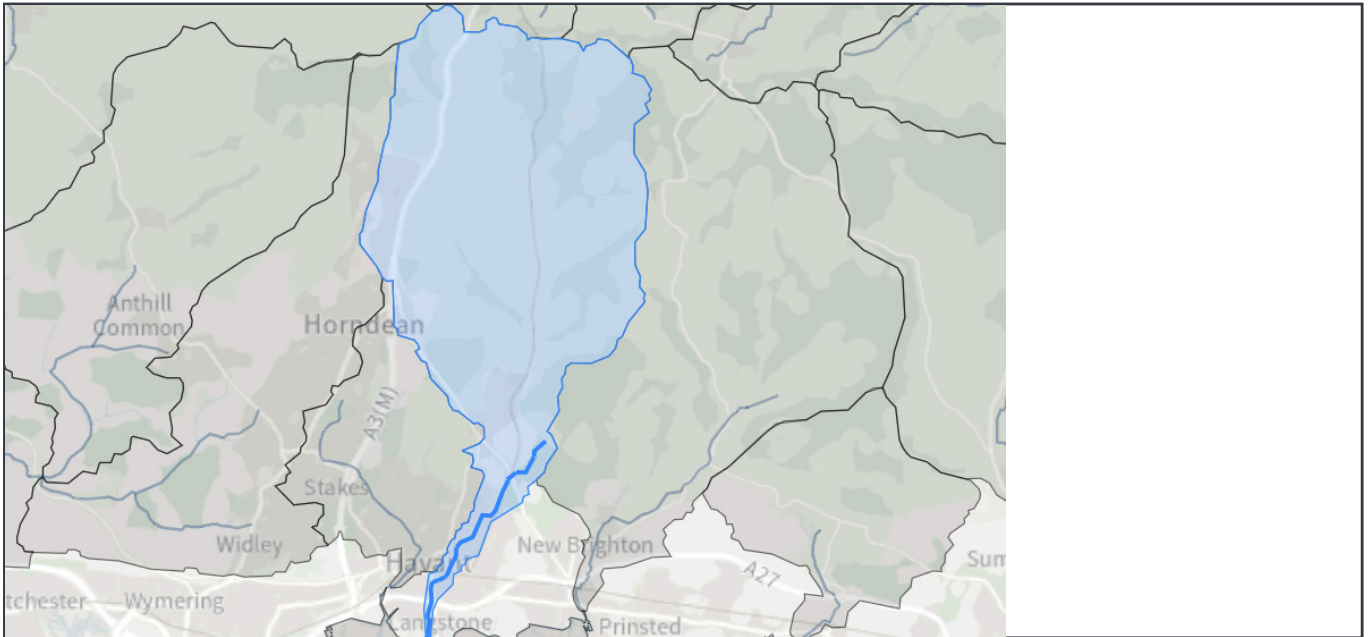 Anthill
Common
Horndean
A3(M)
Stakes
Widley
Havant
New Brighton
A27
Sum
tchester
Wymering
Langstone
Prinsted